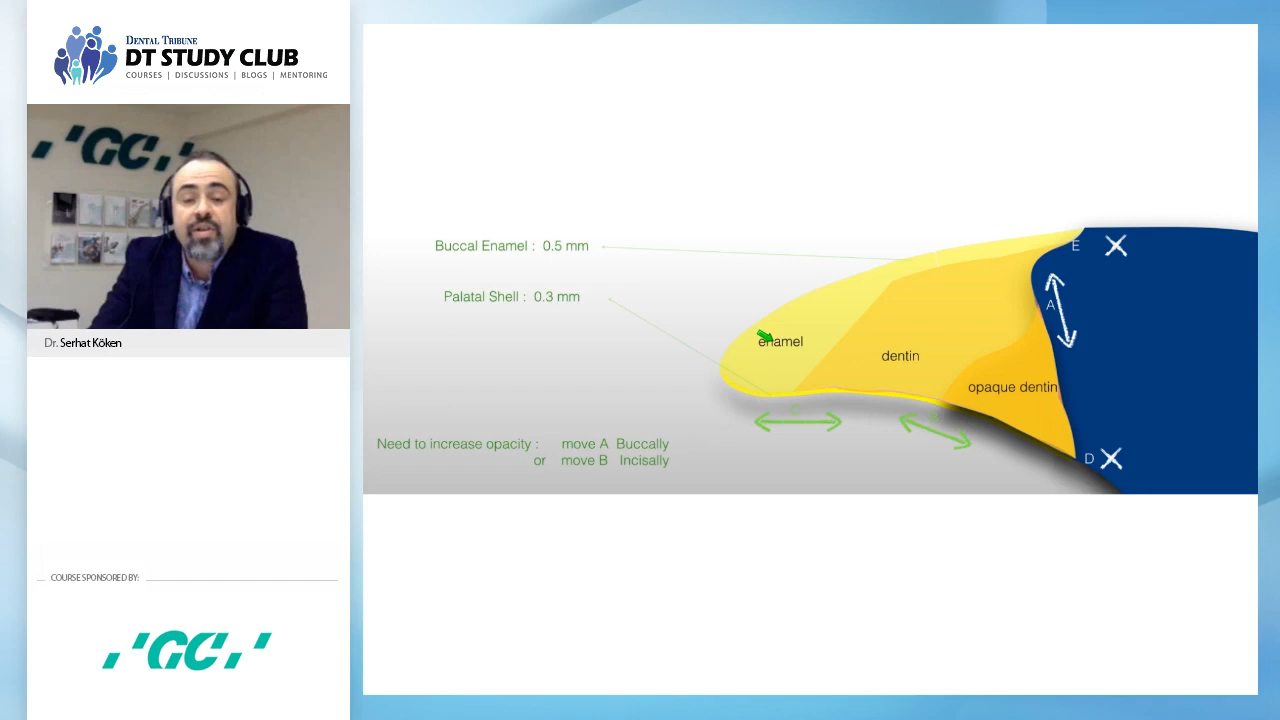 DENTAL TRIBUNE
DT STUDY CLUB
COURSES | DISCUSSIONS | BLOGS | MENTORING
GC
Dr. Serhat Köken
COURSE SPONSORED BY:
GC
Buccal Enamel : 0.5 mm
Palatal Shell : 0.3 mm
E
A
enamel
dentin
opaque dentin
C
B
D
Need to increase opacity : move A Buccally
or move B Incisally